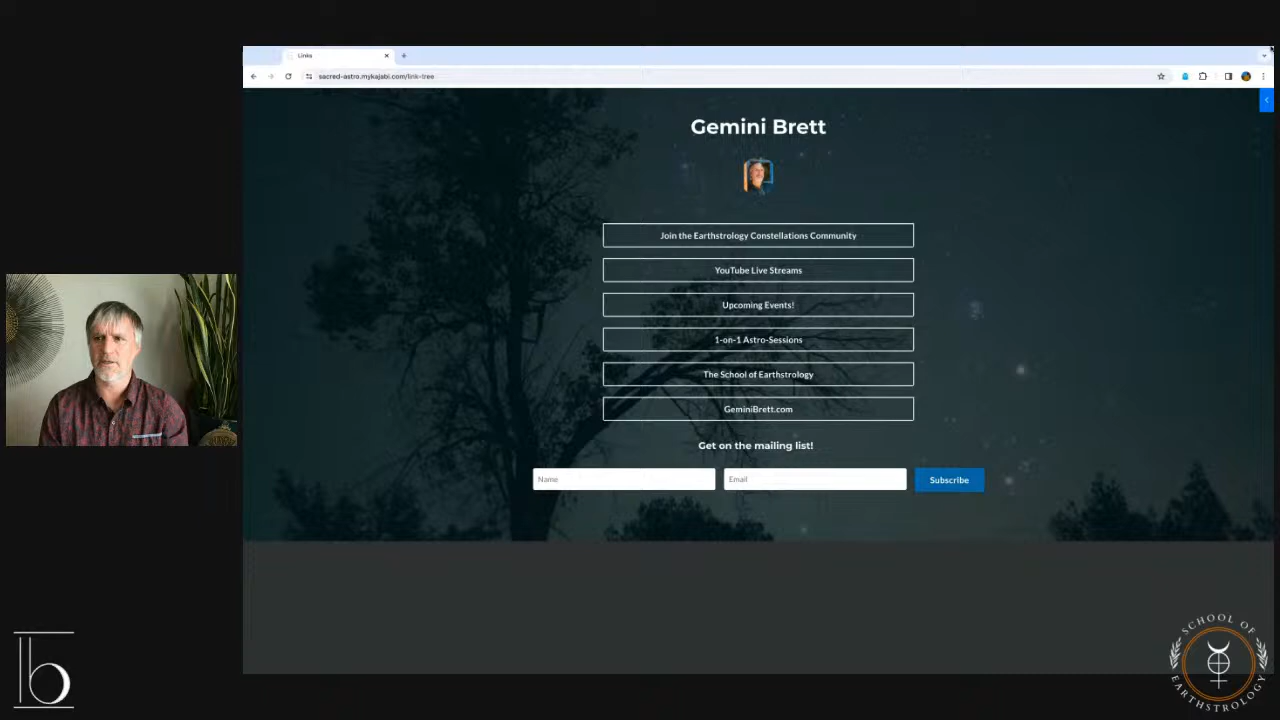 Links
sacred-astro.mykajabi.com/link-tree
Gemini Brett
Join the Earthstrology Constellations Community
YouTube Live Streams
Upcoming Events!
1-on-1 Astro-Sessions
The School of Earthstrology
GeminiBrett.com
Get on the mailing list!
Name Email Subscribe
b
SCHOOL OF
EARTHSTROLOGY